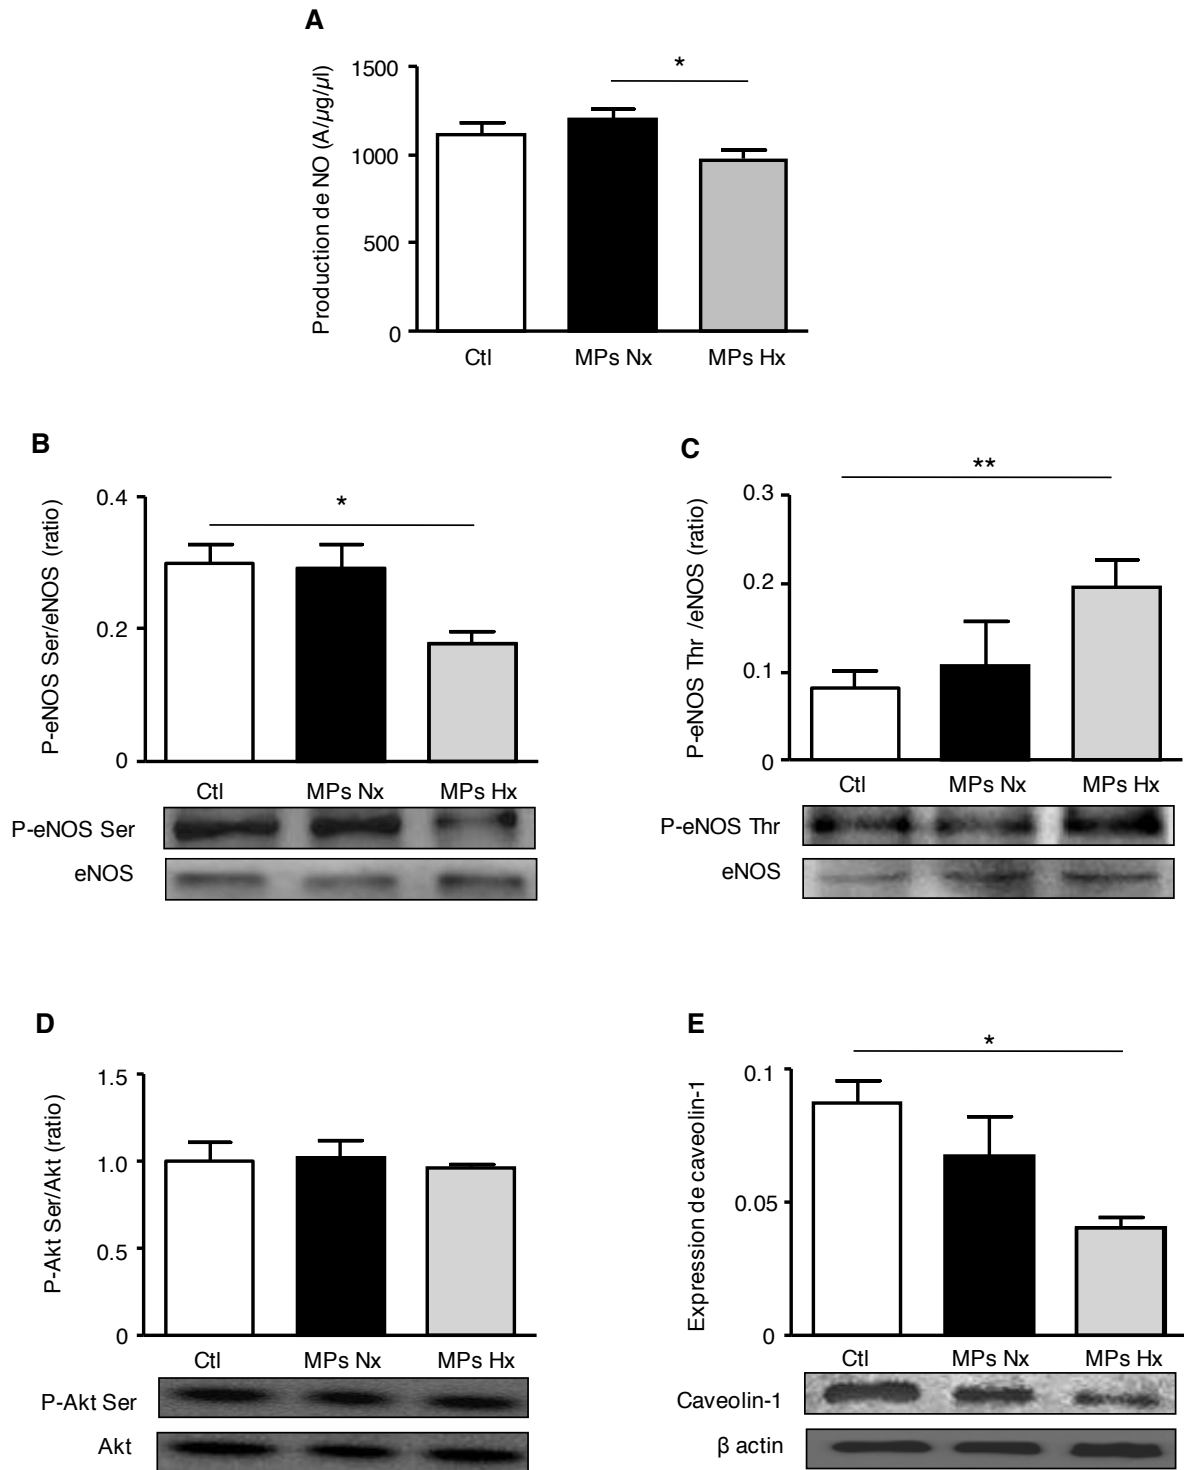 A
Production de NO (A/µg/µl)
1500
1000
500
0
*
Ctl
MPs Nx
MPs Hx
B
P-eNOS Ser/eNOS (ratio)
0.4
0.2
0
*
Ctl
MPs Nx
MPs Hx
P-eNOS Ser
eNOS
C
P-eNOS Thr /eNOS (ratio)
0.3
0.2
0.1
0
**
Ctl
MPs Nx
MPs Hx
P-eNOS Thr
eNOS
D
P-Akt Ser/Akt (ratio)
1.5
1.0
0.5
0
Ctl
MPs Nx
MPs Hx
P-Akt Ser
Akt
E
Expression de caveolin-1
0.1
0.05
0
*
Ctl
MPs Nx
MPs Hx
Caveolin-1
β actin